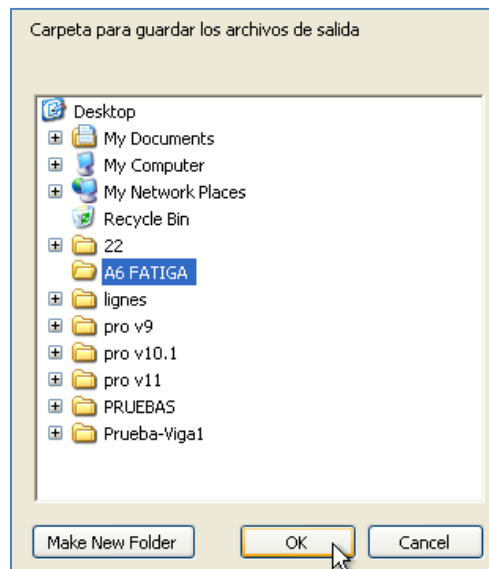 Carpeta para guardar los archivos de salida
Desktop
My Documents
My Computer
My Network Places
Recycle Bin
22
A6 FATIGA
lignes
pro v9
pro v10.1
pro v11
PRUEBAS
Prueba-Viga1
Make New Folder OK Cancel